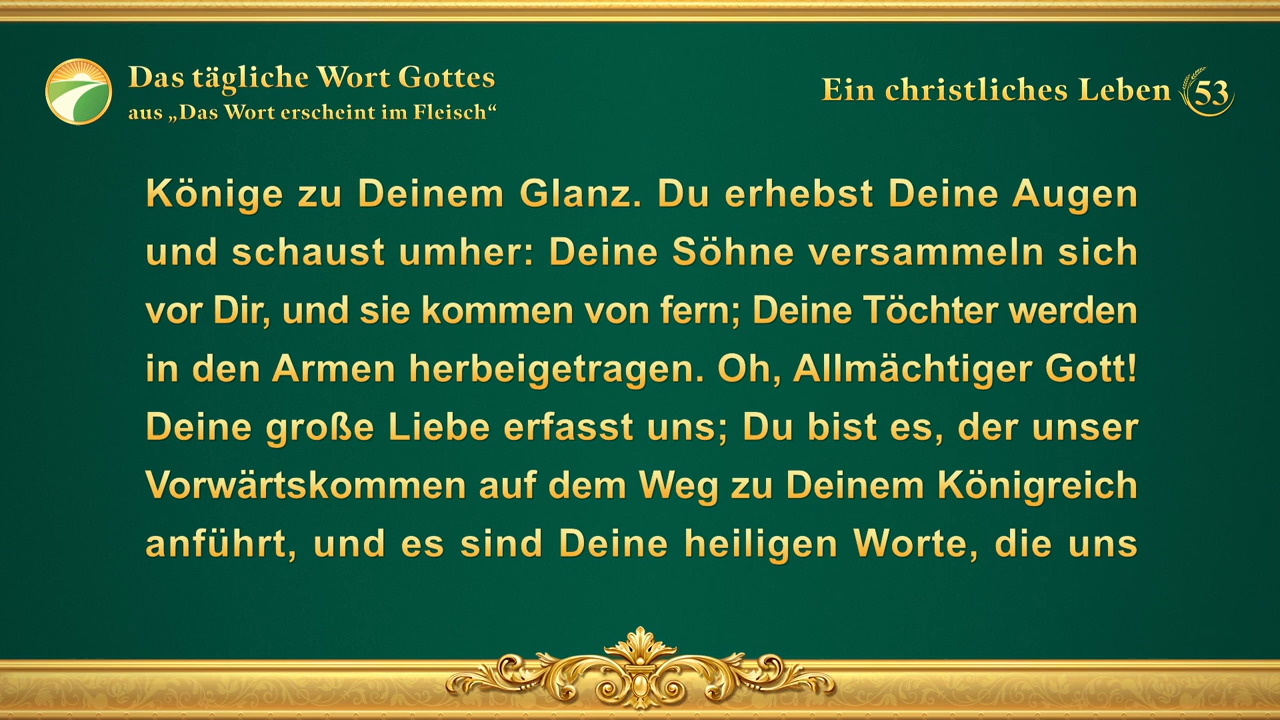 Das tägliche Wort Gottes
aus „Das Wort erscheint im Fleisch“
Ein christliches Leben 53
Könige zu Deinem Glanz. Du erhebst Deine Augen
und schaust umher: Deine Söhne versammeln sich
vor Dir, und sie kommen von fern; Deine Töchter werden
in den Armen herbeigetragen. Oh, Allmächtiger Gott!
Deine große Liebe erfasst uns; Du bist es, der unser
Vorwärtskommen auf dem Weg zu Deinem Königreich
anführt, und es sind Deine heiligen Worte, die uns